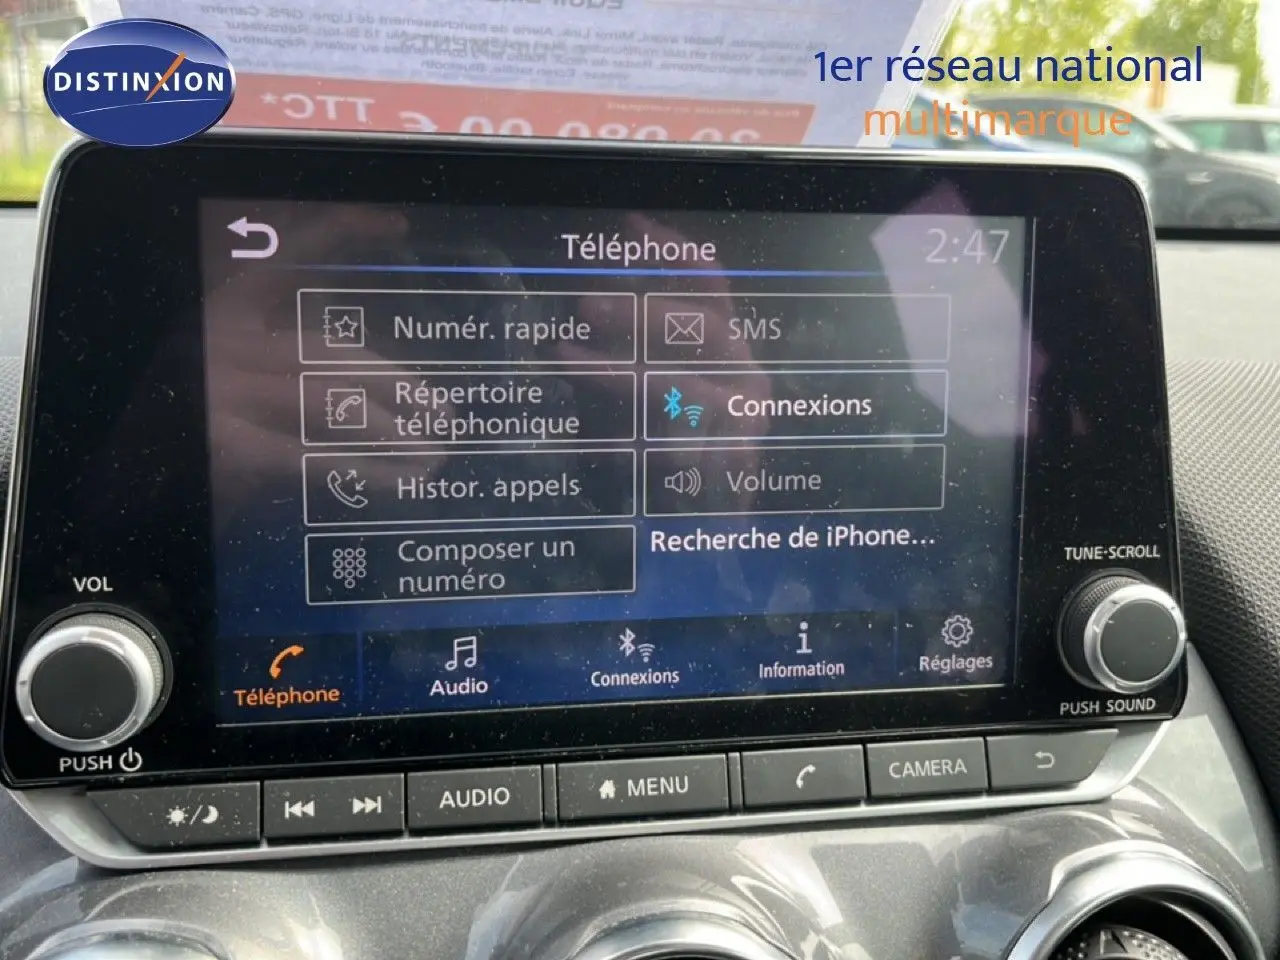 DISTINXION
1er réseau national
multimarque
TTC*
Téléphone
2:47
Numér. rapide
SMS
Répertoire
téléphonique
Connexions
Histor. appels
Volume
Composer un
numéro
Recherche de iPhone...
Téléphone
Audio
Connexions
Information
Réglages
VOL
PUSH
TUNE·SCROLL
PUSH SOUND
AUDIO
MENU
CAMERA